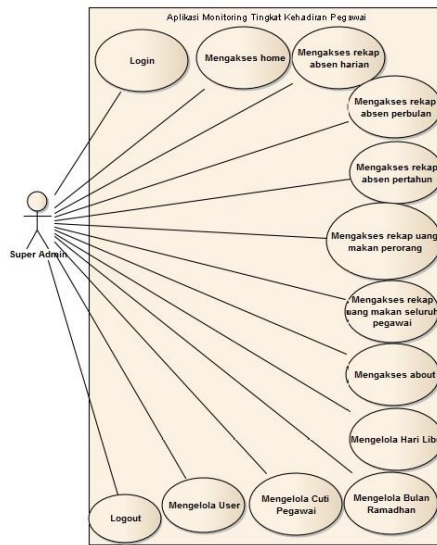 Aplikasi Monitoring Tingkat Kehadiran Pegawai
Login
Mengakses home
Mengakses rekap
absen harian
Mengakses rekap
absen perbulan
Mengakses rekap
absen pertahun
Mengakses rekap uang
makan perorang
Mengakses rekap
uang makan seluruh
pegawai
Mengakses about
Mengelola Hari Libu
Mengelola Bulan
Ramadhan
Mengelola Cuti
Pegawai
Mengelola User
Logout
Super Admin